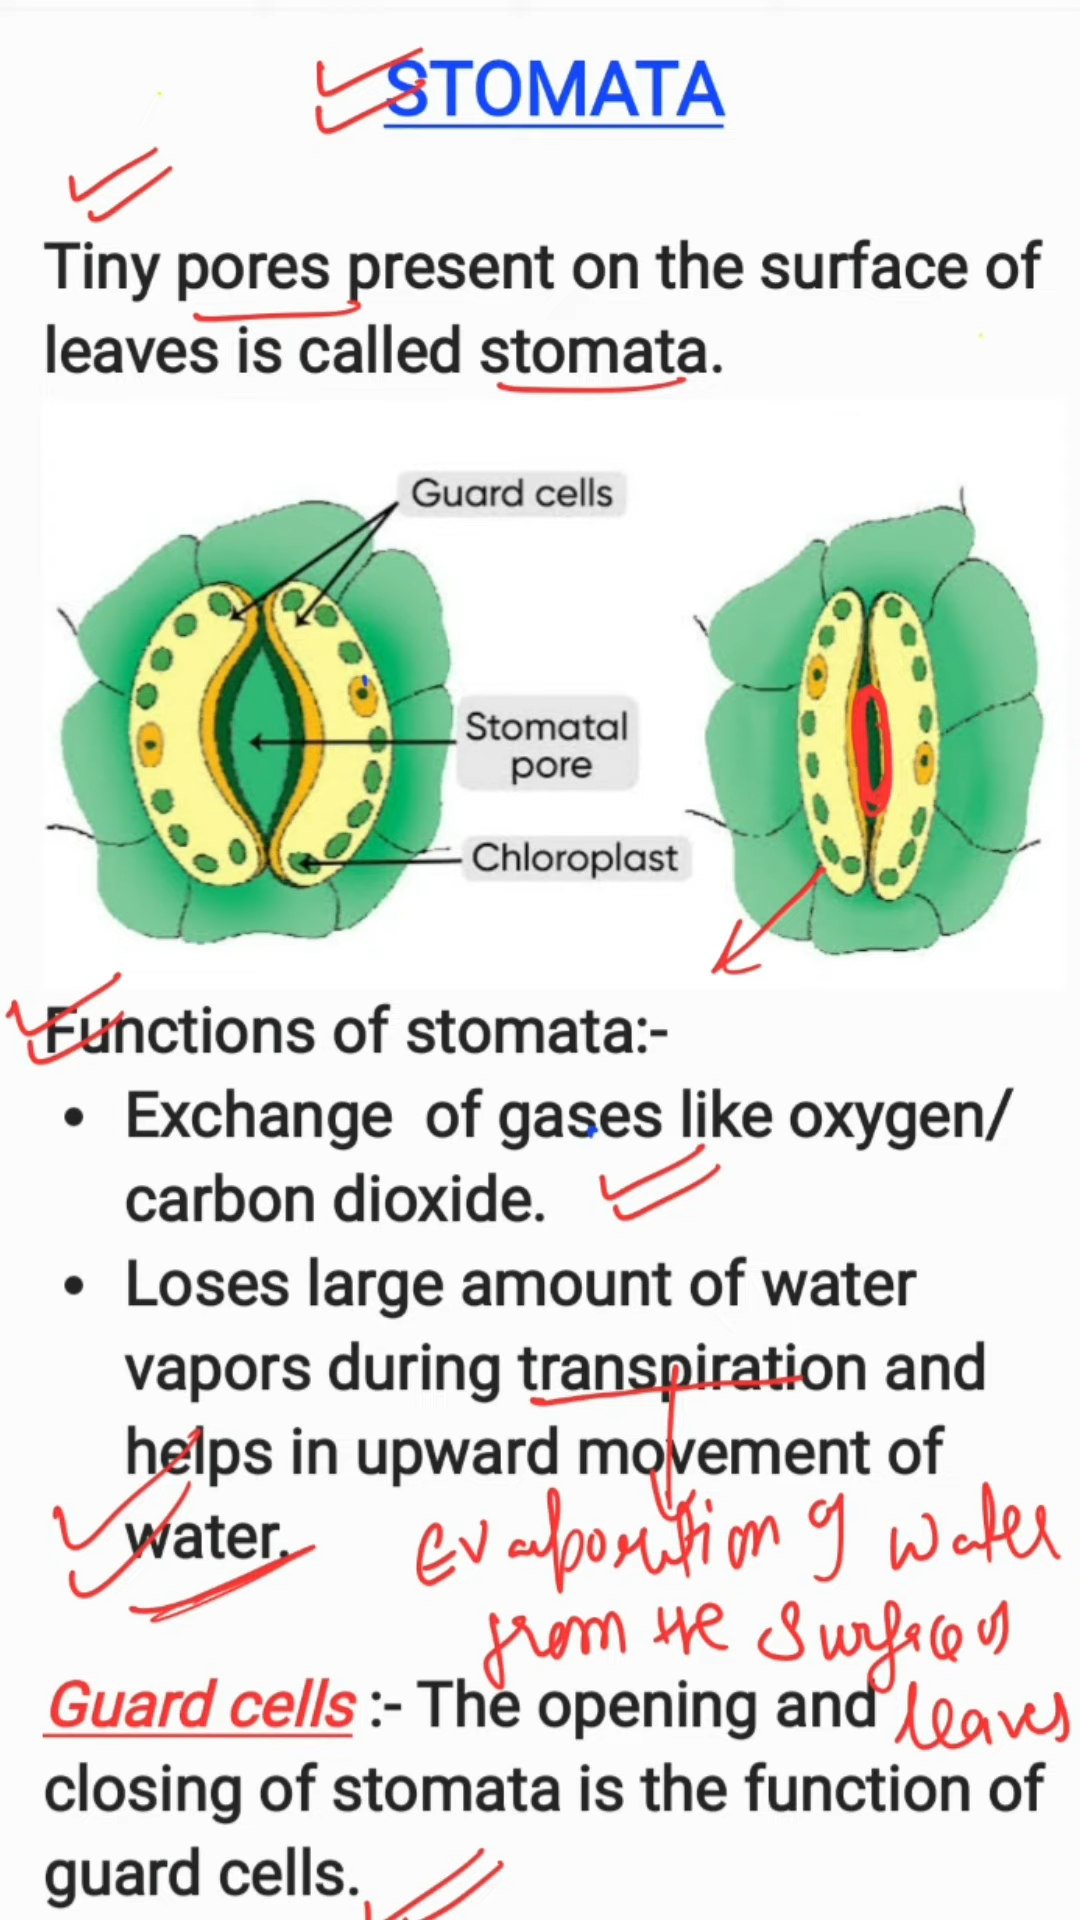 STOMATA
Tiny pores present on the surface of
leaves is called stomata.
Guard cells
Stomatal
pore
Chloroplast
Functions of stomata:-
• Exchange of gases like oxygen/
carbon dioxide.
• Loses large amount of water
vapors during transpiration and
helps in upward movement of
water.
Evaporation of water
from the surface of
leaves
Guard cells :- The opening and
closing of stomata is the function of
guard cells.